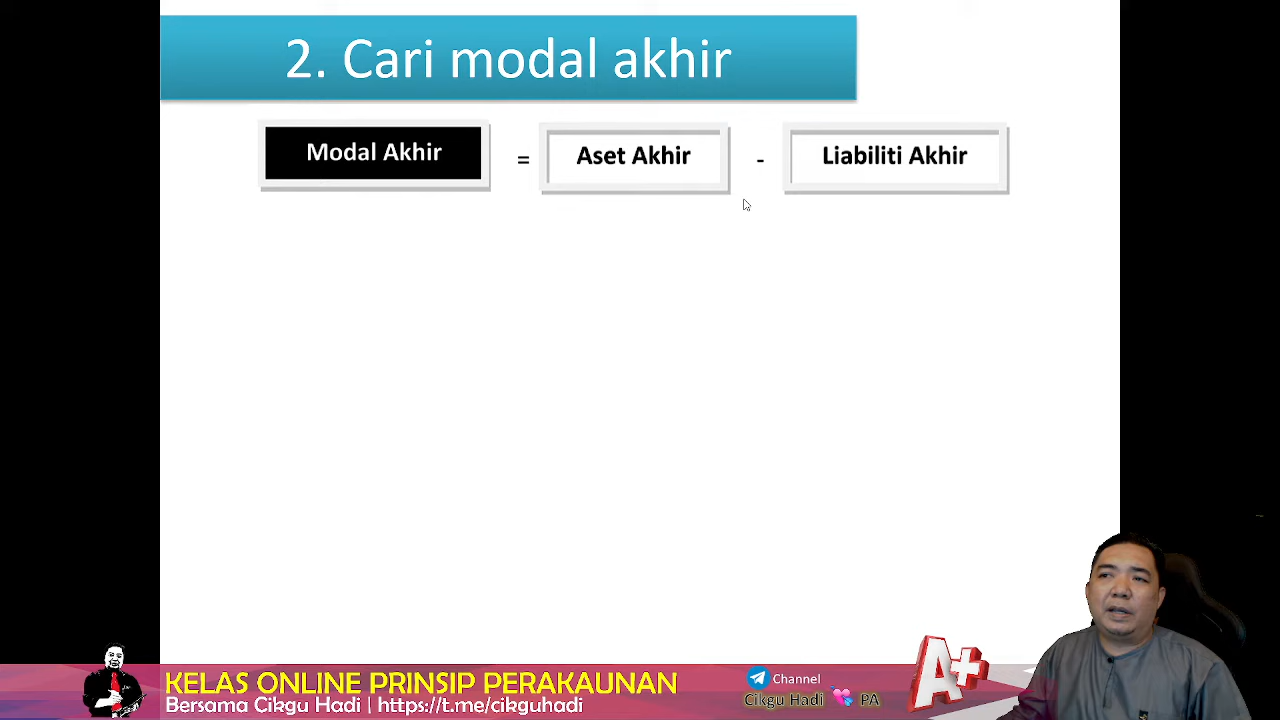 2. Cari modal akhir
Modal Akhir = Aset Akhir - Liabiliti Akhir
KELAS ONLINE PRINSIP PERAKAUNAN
Bersama Cikgu Hadi | https://t.me/cikguhadi
Channel
Cikgu Hadi 💘 PA
A+